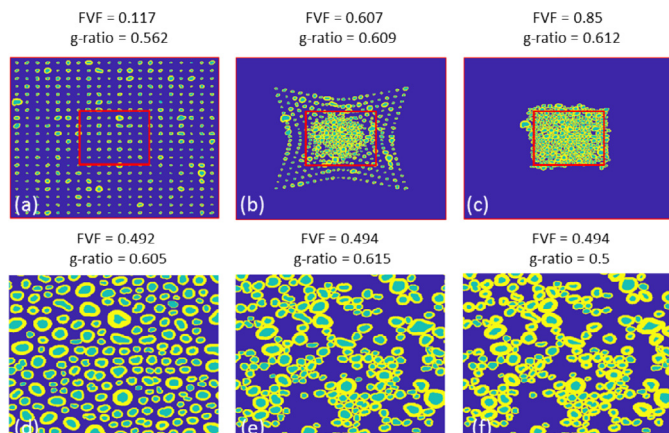 FVF = 0.117
g-ratio = 0.562
FVF = 0.607
g-ratio = 0.609
FVF = 0.85
g-ratio = 0.612
(a)
(b)
(c)
FVF = 0.492
g-ratio = 0.605
FVF = 0.494
g-ratio = 0.615
FVF = 0.494
g-ratio = 0.5
(d)
(e)
(f)